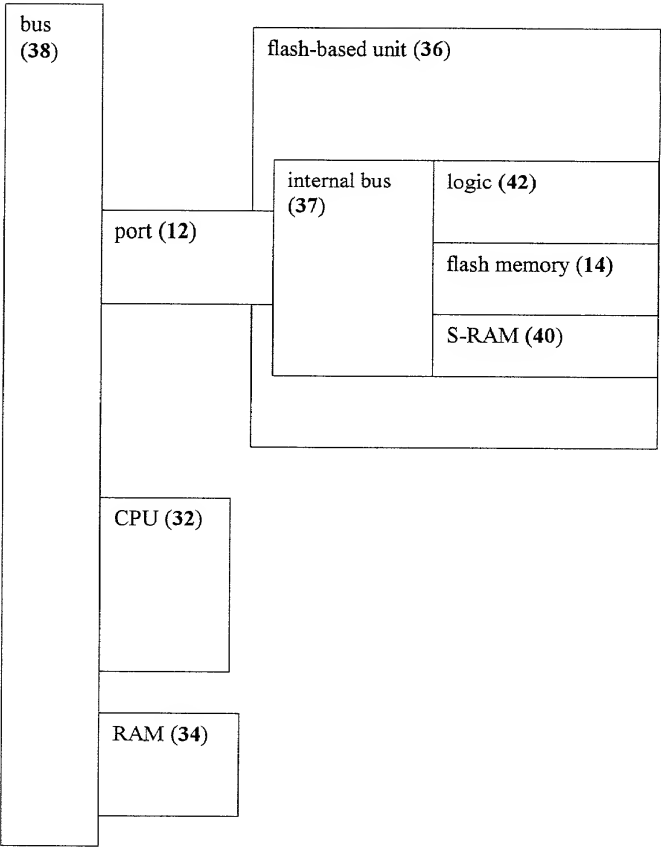 bus
(38)
flash-based unit (36)
internal bus
(37)
logic (42)
port (12)
flash memory (14)
S-RAM (40)
CPU (32)
RAM (34)